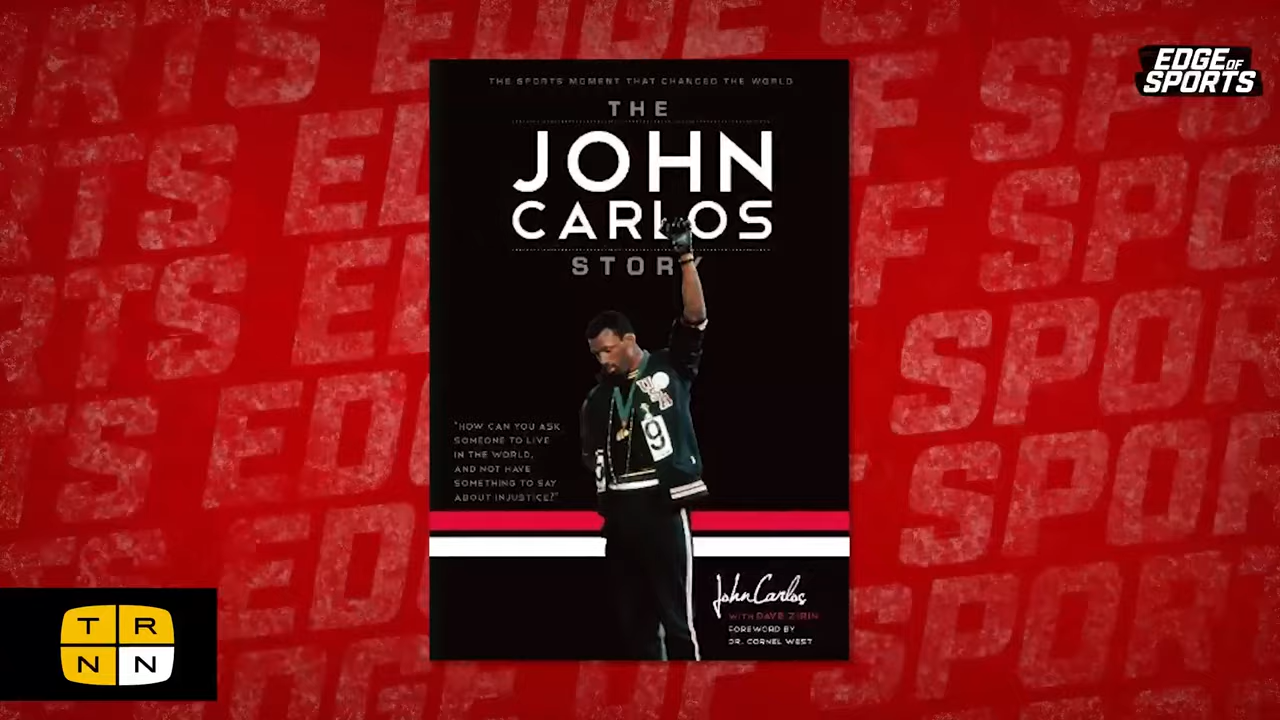 THE SPORTS MOMENT THAT CHANGED THE WORLD
THE
JOHN
CARLOS
STORY
"HOW CAN YOU ASK
SOMEONE TO LIVE
IN THE WORLD,
AND NOT HAVE
SOMETHING TO SAY
ABOUT INJUSTICE?"
USA
9
John Carlos
WITH DAVE ZIRIN
FOREWORD BY
DR. CORNEL WEST
EDGE OF
SPORTS
T R
N N